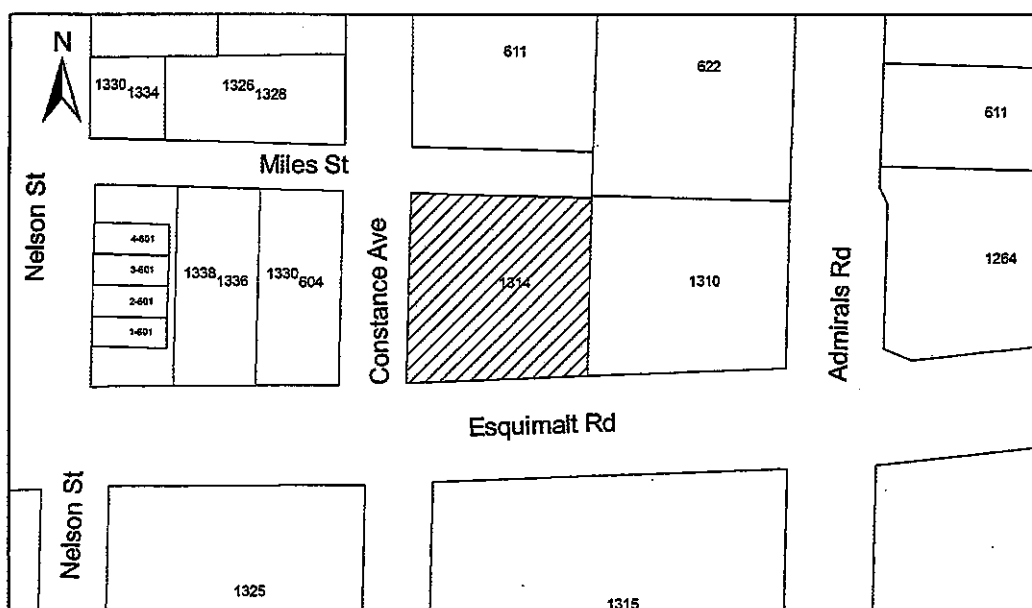 N
611
622
1330 1334
1326 1328
611
Miles St
Nelson St
4-601
3-601
2-601
1-601
1338 1336
1330 604
Constance Ave
1314
1310
Admirals Rd
1264
Esquimalt Rd
Nelson St
1325
1315